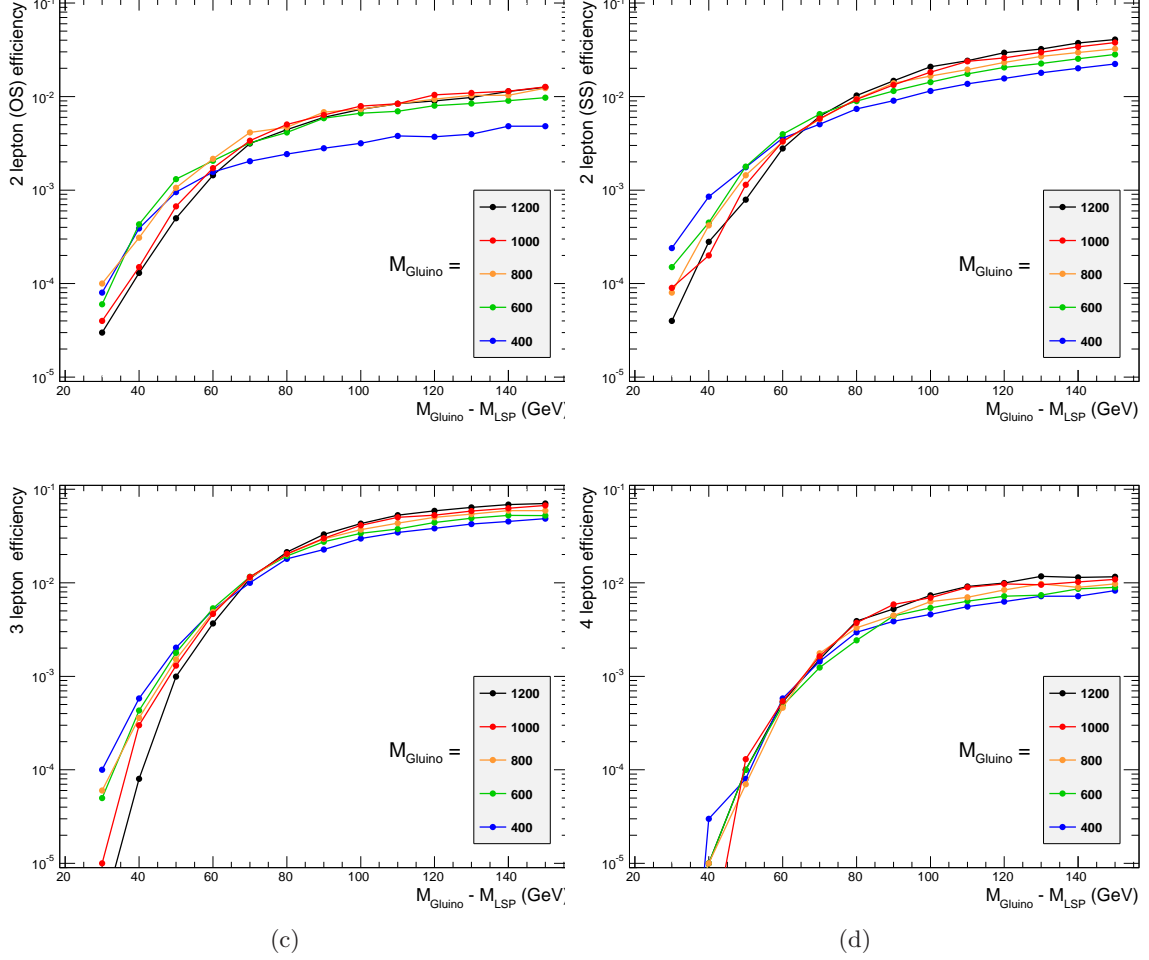 2 lepton (OS) efficiency
10^-1
10^-2
10^-3
10^-4
10^-5
20 40 60 80 100 120 140
M_Gluino - M_LSP (GeV)
M_Gluino =
1200
1000
800
600
400
2 lepton (SS) efficiency
10^-1
10^-2
10^-3
10^-4
10^-5
20 40 60 80 100 120 140
M_Gluino - M_LSP (GeV)
M_Gluino =
1200
1000
800
600
400
3 lepton efficiency
10^-1
10^-2
10^-3
10^-4
10^-5
20 40 60 80 100 120 140
M_Gluino - M_LSP (GeV)
M_Gluino =
1200
1000
800
600
400
(c)
4 lepton efficiency
10^-1
10^-2
10^-3
10^-4
10^-5
20 40 60 80 100 120 140
M_Gluino - M_LSP (GeV)
M_Gluino =
1200
1000
800
600
400
(d)